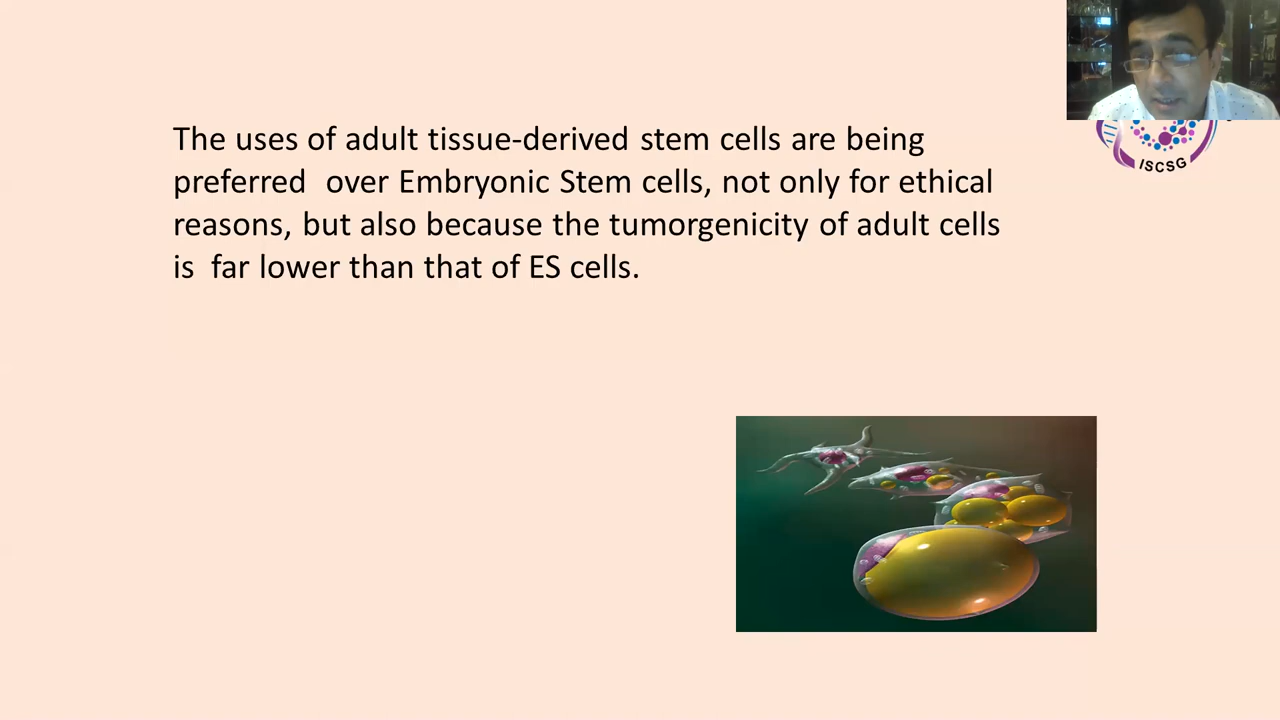 The uses of adult tissue-derived stem cells are being
preferred over Embryonic Stem cells, not only for ethical
reasons, but also because the tumorgenicity of adult cells
is far lower than that of ES cells.
ISCSG